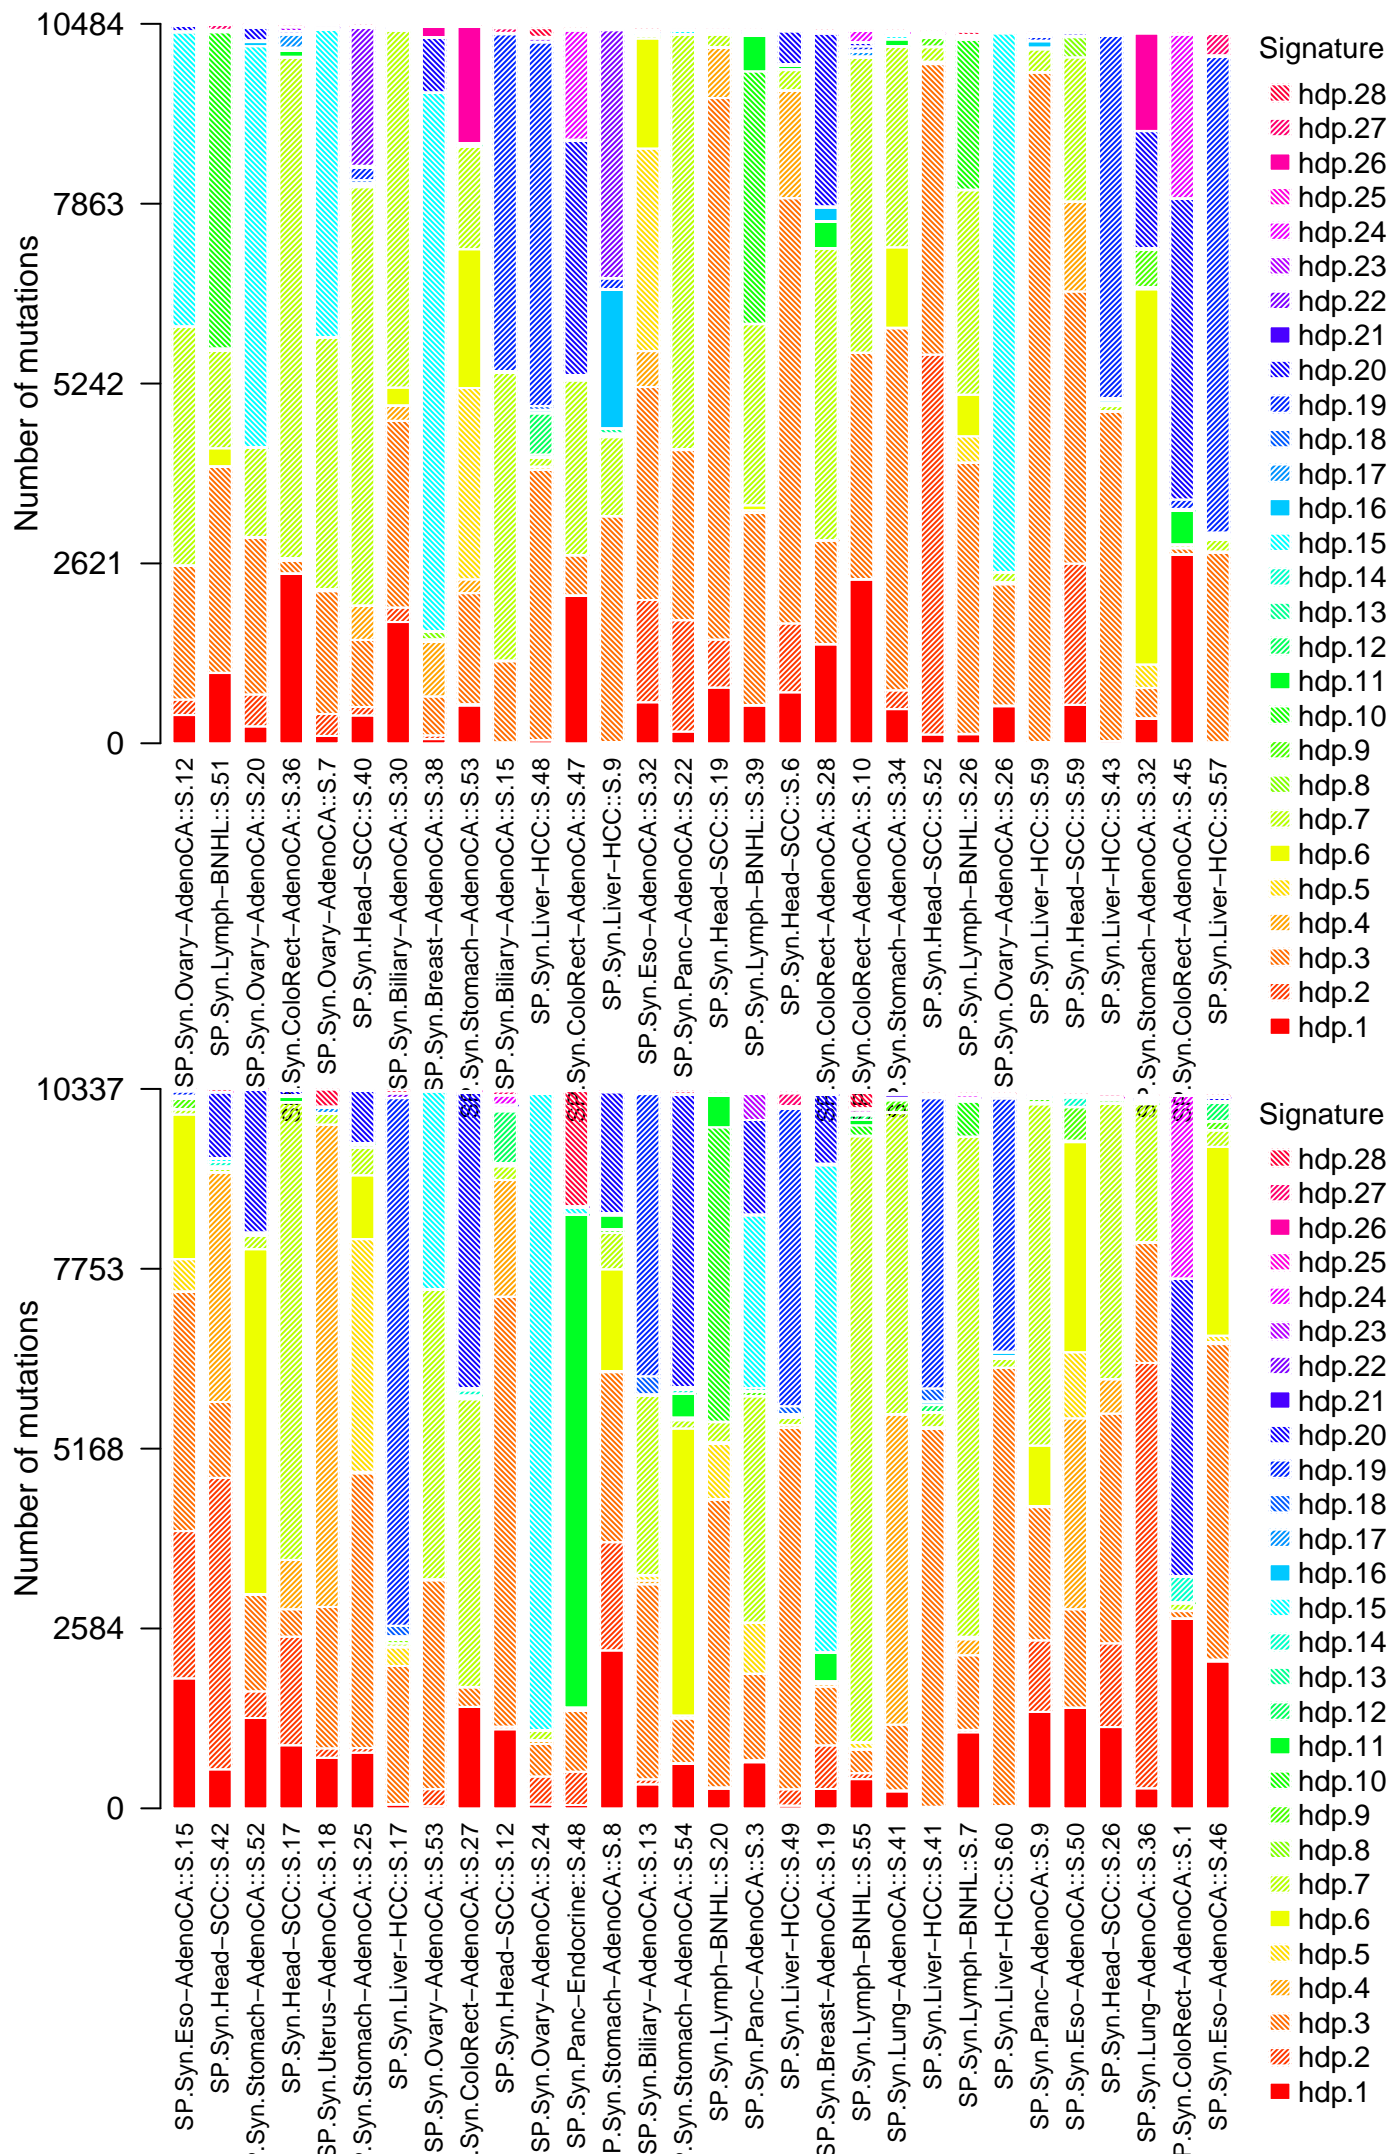 10484
7863
5242
2621
0
Number of mutations
Signature
hdp.28
hdp.27
hdp.26
hdp.25
hdp.24
hdp.23
hdp.22
hdp.21
hdp.20
hdp.19
hdp.18
hdp.17
hdp.16
hdp.15
hdp.14
hdp.13
hdp.12
hdp.11
hdp.10
hdp.9
hdp.8
hdp.7
hdp.6
hdp.5
hdp.4
hdp.3
hdp.2
hdp.1
SP.Syn.Ovary−AdenoCA::S.12
SP.Syn.Lymph−BNHL::S.51
SP.Syn.Ovary−AdenoCA::S.20
SP.Syn.ColoRect−AdenoCA::S.36
SP.Syn.Ovary−AdenoCA::S.7
SP.Syn.Head−SCC::S.40
SP.Syn.Biliary−AdenoCA::S.30
SP.Syn.Breast−AdenoCA::S.38
SP.Syn.Stomach−AdenoCA::S.53
SP.Syn.Biliary−AdenoCA::S.15
SP.Syn.Liver−HCC::S.48
SP.Syn.ColoRect−AdenoCA::S.47
SP.Syn.Liver−HCC::S.9
SP.Syn.Eso−AdenoCA::S.32
SP.Syn.Panc−AdenoCA::S.22
SP.Syn.Head−SCC::S.19
SP.Syn.Lymph−BNHL::S.39
SP.Syn.Head−SCC::S.6
SP.Syn.ColoRect−AdenoCA::S.28
SP.Syn.ColoRect−AdenoCA::S.10
SP.Syn.Stomach−AdenoCA::S.34
SP.Syn.Head−SCC::S.52
SP.Syn.Lymph−BNHL::S.26
SP.Syn.Ovary−AdenoCA::S.26
SP.Syn.Liver−HCC::S.59
SP.Syn.Head−SCC::S.59
SP.Syn.Liver−HCC::S.43
SP.Syn.Stomach−AdenoCA::S.32
SP.Syn.ColoRect−AdenoCA::S.45
SP.Syn.Liver−HCC::S.57
10337
7753
5168
2584
0
Number of mutations
Signature
hdp.28
hdp.27
hdp.26
hdp.25
hdp.24
hdp.23
hdp.22
hdp.21
hdp.20
hdp.19
hdp.18
hdp.17
hdp.16
hdp.15
hdp.14
hdp.13
hdp.12
hdp.11
hdp.10
hdp.9
hdp.8
hdp.7
hdp.6
hdp.5
hdp.4
hdp.3
hdp.2
hdp.1
SP.Syn.Eso−AdenoCA::S.15
SP.Syn.Head−SCC::S.42
P.Syn.Stomach−AdenoCA::S.52
SP.Syn.Head−SCC::S.17
SP.Syn.Uterus−AdenoCA::S.18
P.Syn.Stomach−AdenoCA::S.25
SP.Syn.Liver−HCC::S.17
SP.Syn.Ovary−AdenoCA::S.53
.Syn.ColoRect−AdenoCA::S.27
SP.Syn.Head−SCC::S.12
SP.Syn.Ovary−AdenoCA::S.24
SP.Syn.Panc−Endocrine::S.48
SP.Syn.Stomach−AdenoCA::S.8
SP.Syn.Biliary−AdenoCA::S.13
P.Syn.Stomach−AdenoCA::S.54
SP.Syn.Lymph−BNHL::S.20
SP.Syn.Panc−AdenoCA::S.3
SP.Syn.Liver−HCC::S.49
SP.Syn.Breast−AdenoCA::S.19
SP.Syn.Lymph−BNHL::S.55
SP.Syn.Lung−AdenoCA::S.41
SP.Syn.Liver−HCC::S.41
SP.Syn.Lymph−BNHL::S.7
SP.Syn.Liver−HCC::S.60
SP.Syn.Panc−AdenoCA::S.9
SP.Syn.Eso−AdenoCA::S.50
SP.Syn.Head−SCC::S.26
SP.Syn.Lung−AdenoCA::S.36
P.Syn.ColoRect−AdenoCA::S.1
SP.Syn.Eso−AdenoCA::S.46